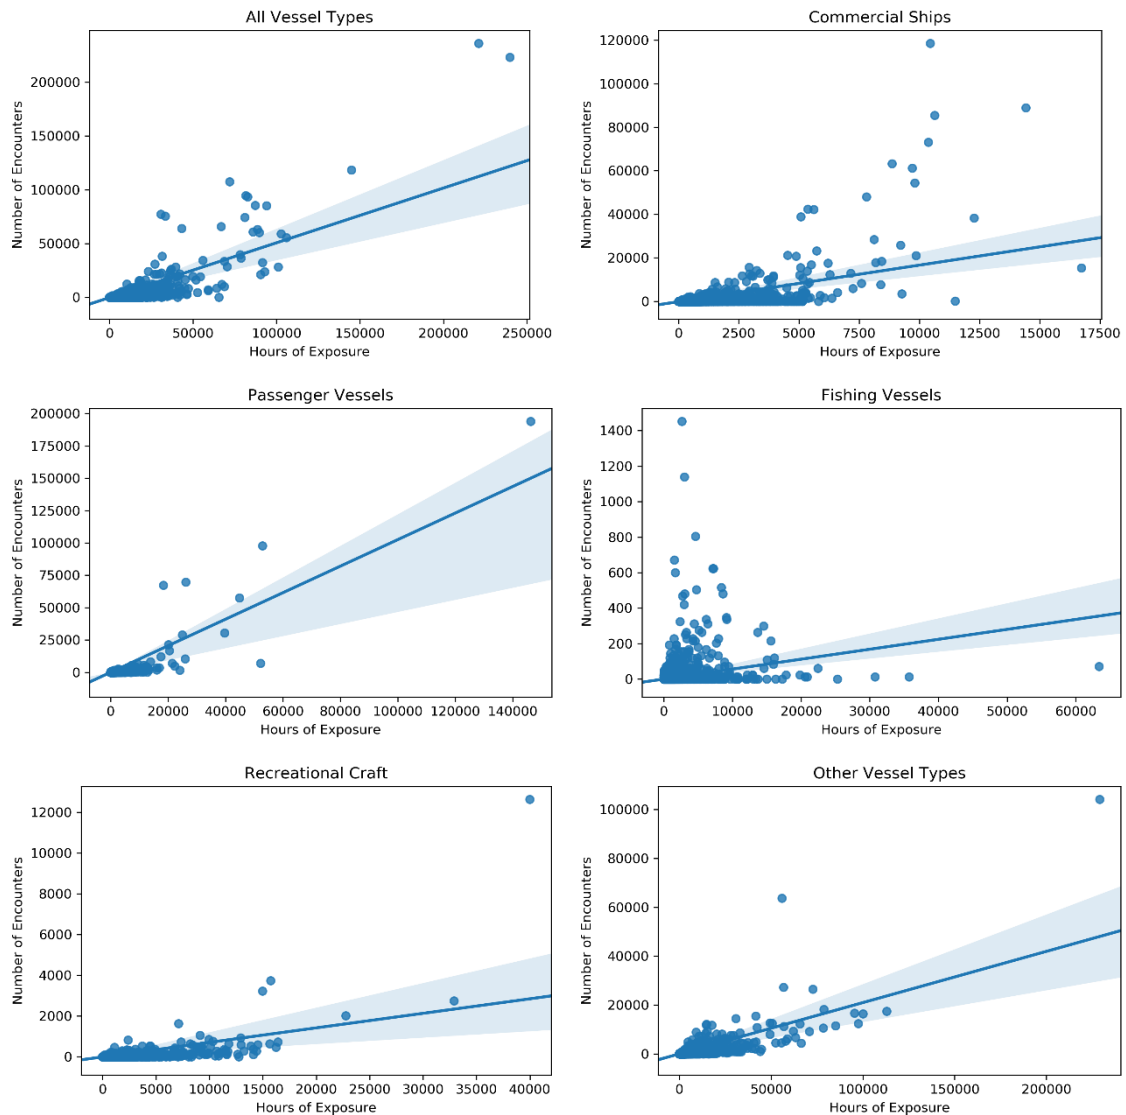 All Vessel Types
Number of Encounters
200000
150000
100000
50000
0
0 50000 100000 150000 200000 250000
Hours of Exposure
Commercial Ships
Number of Encounters
120000
100000
80000
60000
40000
20000
0
0 2500 5000 7500 10000 12500 15000 17500
Hours of Exposure
Passenger Vessels
Number of Encounters
200000
175000
150000
125000
100000
75000
50000
25000
0
0 20000 40000 60000 80000 100000 120000 140000
Hours of Exposure
Fishing Vessels
Number of Encounters
1400
1200
1000
800
600
400
200
0
0 10000 20000 30000 40000 50000 60000
Hours of Exposure
Recreational Craft
Number of Encounters
12000
10000
8000
6000
4000
2000
0
0 5000 10000 15000 20000 25000 30000 35000 40000
Hours of Exposure
Other Vessel Types
Number of Encounters
100000
80000
60000
40000
20000
0
0 50000 100000 150000 200000
Hours of Exposure